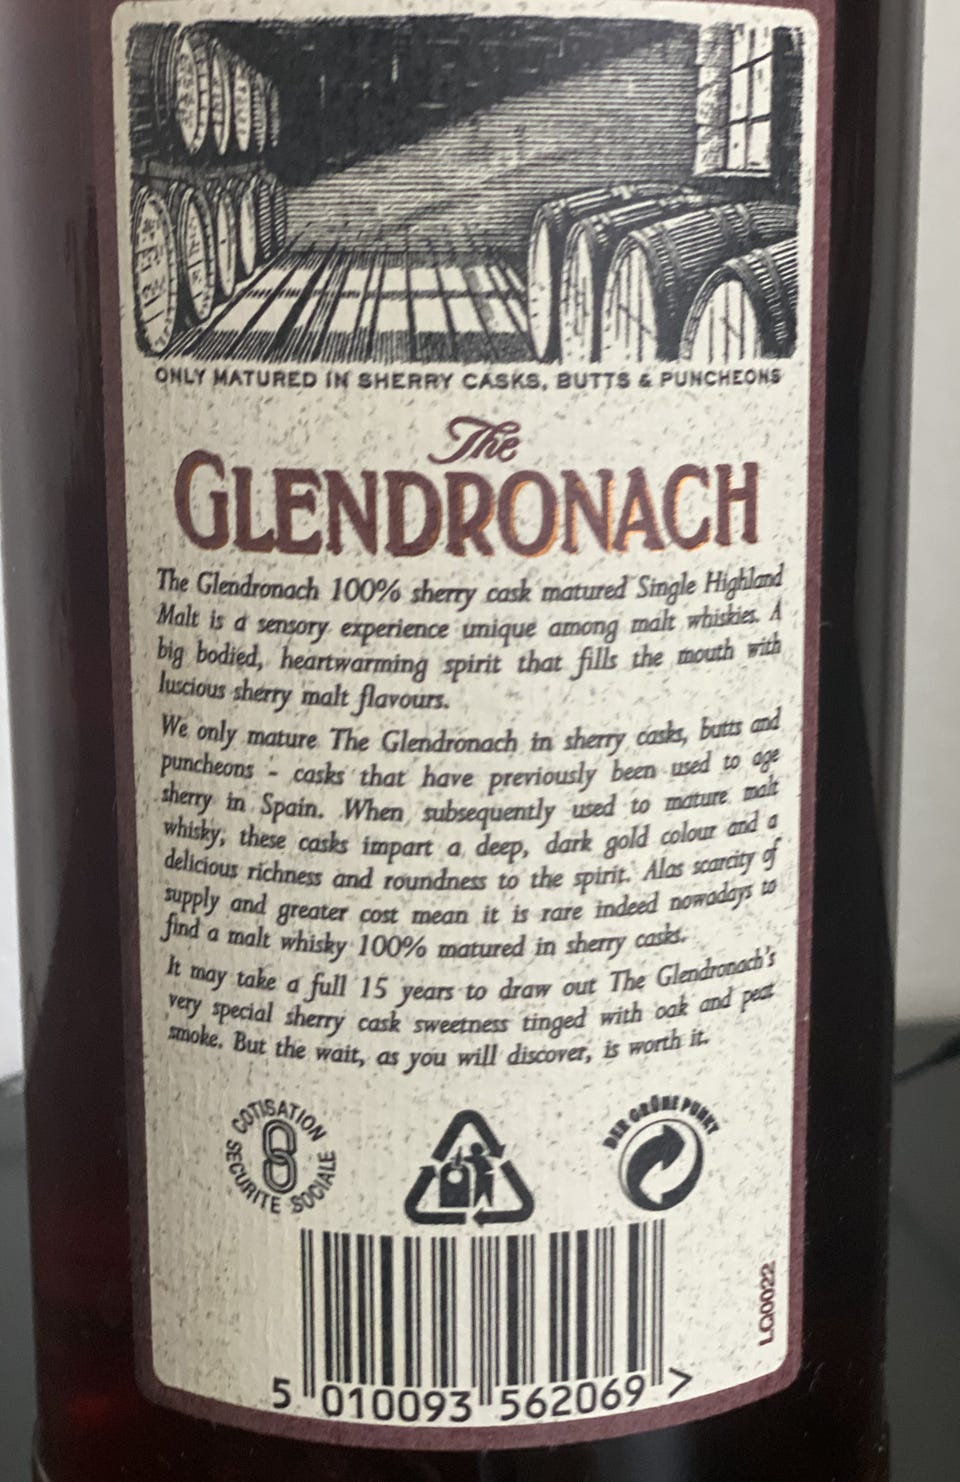 ONLY MATURED IN SHERRY CASKS, BUTTS & PUNCHEONS
The
GLENDRONACH
The Glendronach 100% sherry cask matured Single Highland
Malt is a sensory experience unique among malt whiskies. A
big bodied, heartwarming spirit that fills the mouth with
luscious sherry malt flavours.
We only mature The Glendronach in sherry casks, butts and
puncheons - casks that have previously been used to age
sherry in Spain. When subsequently used to mature malt
whisky, these casks impart a deep, dark gold colour and a
delicious richness and roundness to the spirit. Alas scarcity of
supply and greater cost mean it is rare indeed nowadays to
find a malt whisky 100% matured in sherry casks.
It may take a full 15 years to draw out The Glendronach's
very special sherry cask sweetness tinged with oak and peat
smoke. But the wait, as you will discover, is worth it.
COTISATION SECURITE SOCIALE
DER GRÜNE PUNKT
LQ0022
5 010093 562069 >